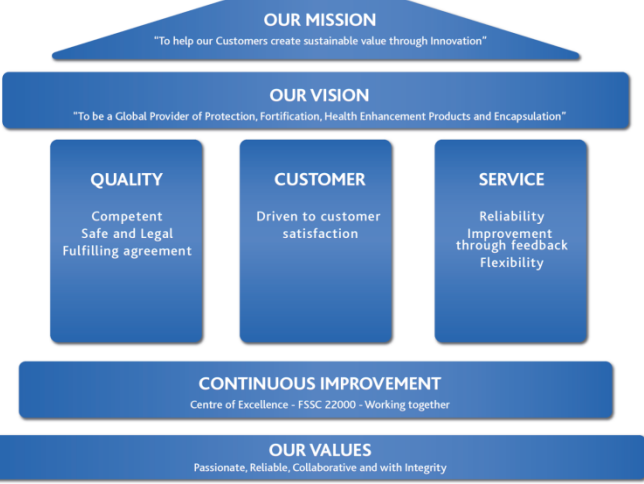 OUR MISSION
"To help our Customers create sustainable value through Innovation"
OUR VISION
"To be a Global Provider of Protection, Fortification, Health Enhancement Products and Encapsulation"
QUALITY
Competent
Safe and Legal
Fulfilling agreement
CUSTOMER
Driven to customer
satisfaction
SERVICE
Reliability
Improvement
through feedback
Flexibility
CONTINUOUS IMPROVEMENT
Centre of Excellence - FSSC 22000 - Working together
OUR VALUES
Passionate, Reliable, Collaborative and with Integrity